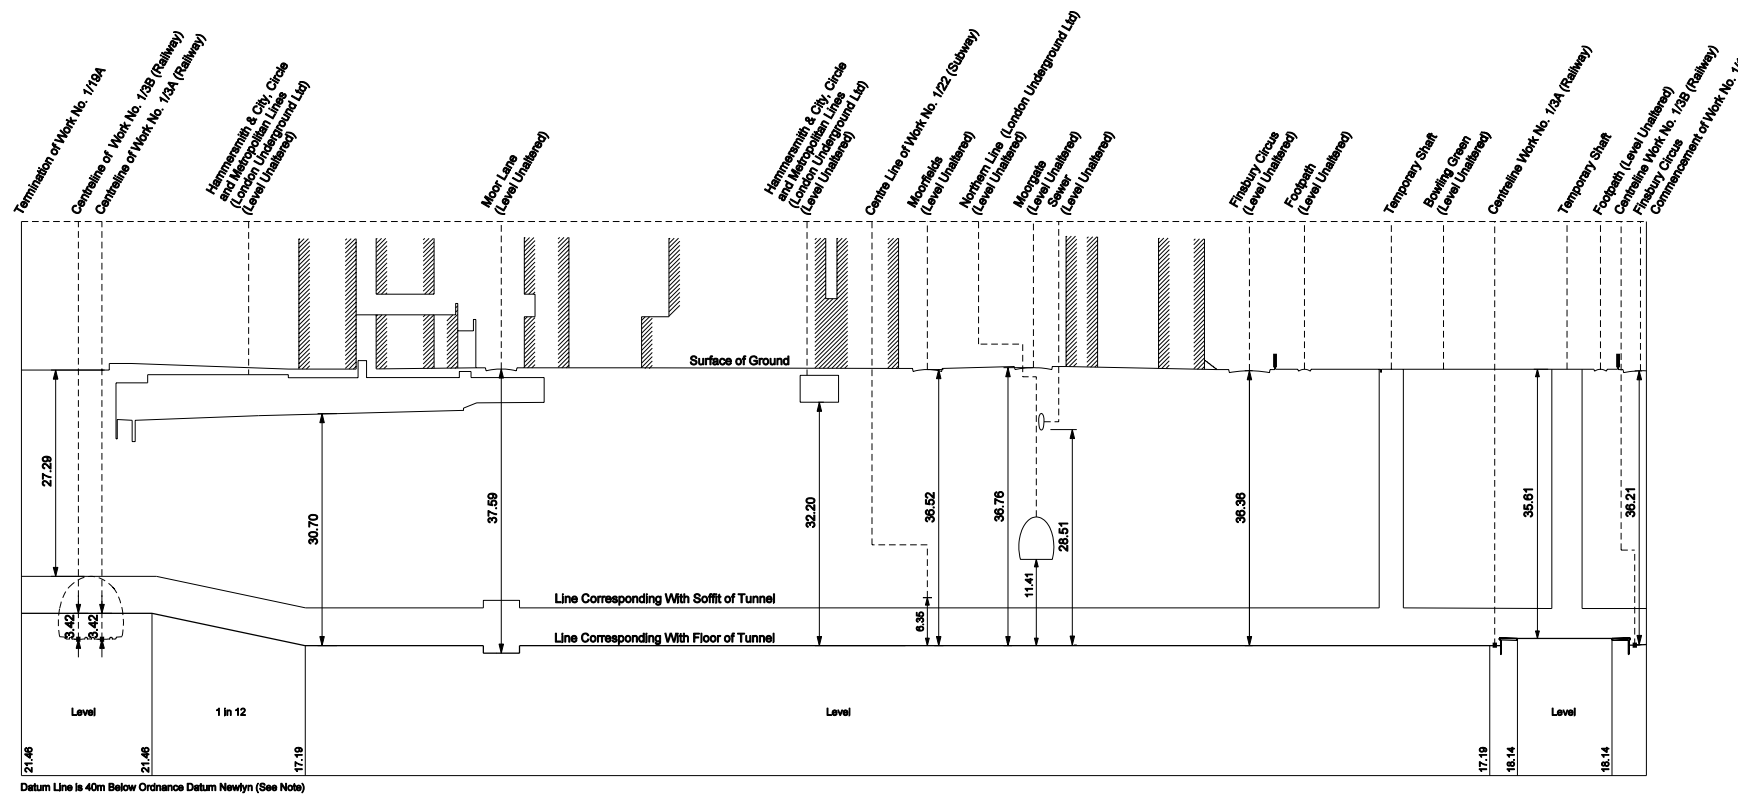 Termination of Work No. 1/19A
Centreline of Work No. 1/3B (Railway)
Centreline of Work No. 1/3A (Railway)
Hammersmith & City, Circle
and Metropolitan Lines
(London Underground Ltd)
(Level Unaltered)
Moor Lane
(Level Unaltered)
Hammersmith & City, Circle
and Metropolitan Lines
(London Underground Ltd)
(Level Unaltered)
Centre Line of Work No. 1/22 (Subway)
Moorfields
(Level Unaltered)
Northern Line (London Underground Ltd)
(Level Unaltered)
Moorgate
(Level Unaltered)
Sewer
(Level Unaltered)
Finsbury Circus
(Level Unaltered)
Footpath
(Level Unaltered)
Temporary Shaft
Bowling Green
(Level Unaltered)
Centreline Work No. 1/3A (Railway)
Temporary Shaft
Footpath (Level Unaltered)
Centreline Work No. 1/3B (Railway)
Finsbury Circus
Commencement of Work No.
Surface of Ground
27.29
30.70
37.59
32.20
36.52
36.76
28.51
36.36
35.61
36.21
11.41
6.35
3.42
3.42
Line Corresponding With Soffit of Tunnel
Line Corresponding With Floor of Tunnel
Level
1 in 12
Level
Level
21.46
21.46
17.19
17.19
18.14
18.14
Datum Line is 40m Below Ordnance Datum Newlyn (See Note)